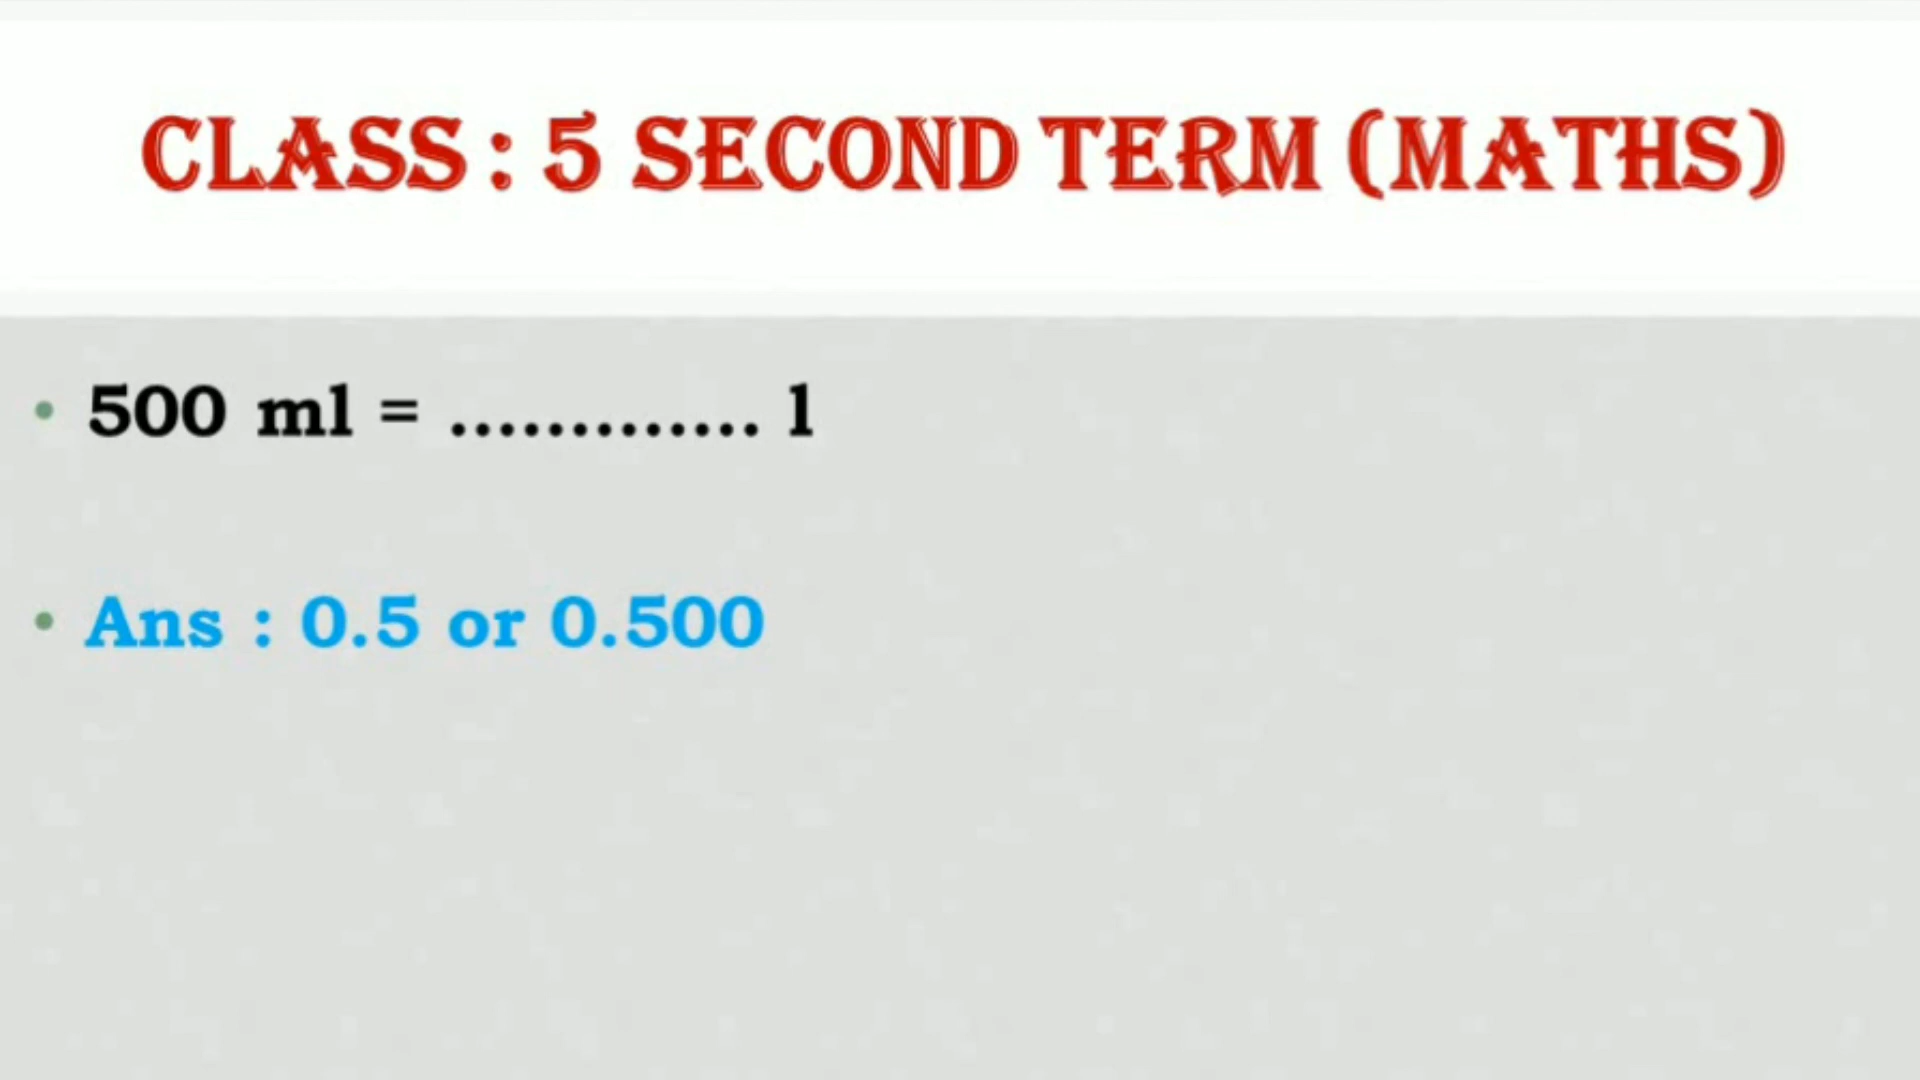 CLASS : 5 SECOND TERM (MATHS)
• 500 ml = ............. l
• Ans : 0.5 or 0.500